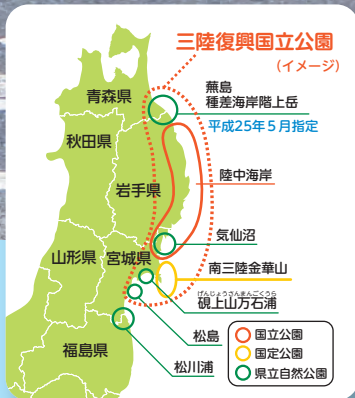 三陸復興国立公園
（イメージ）
蕪島
種差海岸階上岳
平成25年5月指定
青森県
秋田県
岩手県
陸中海岸
気仙沼
山形県
宮城県
南三陸金華山
げんじょうさんまんごくうら
硯上山万石浦
松島
松川浦
福島県
国立公園
国定公園
県立自然公園